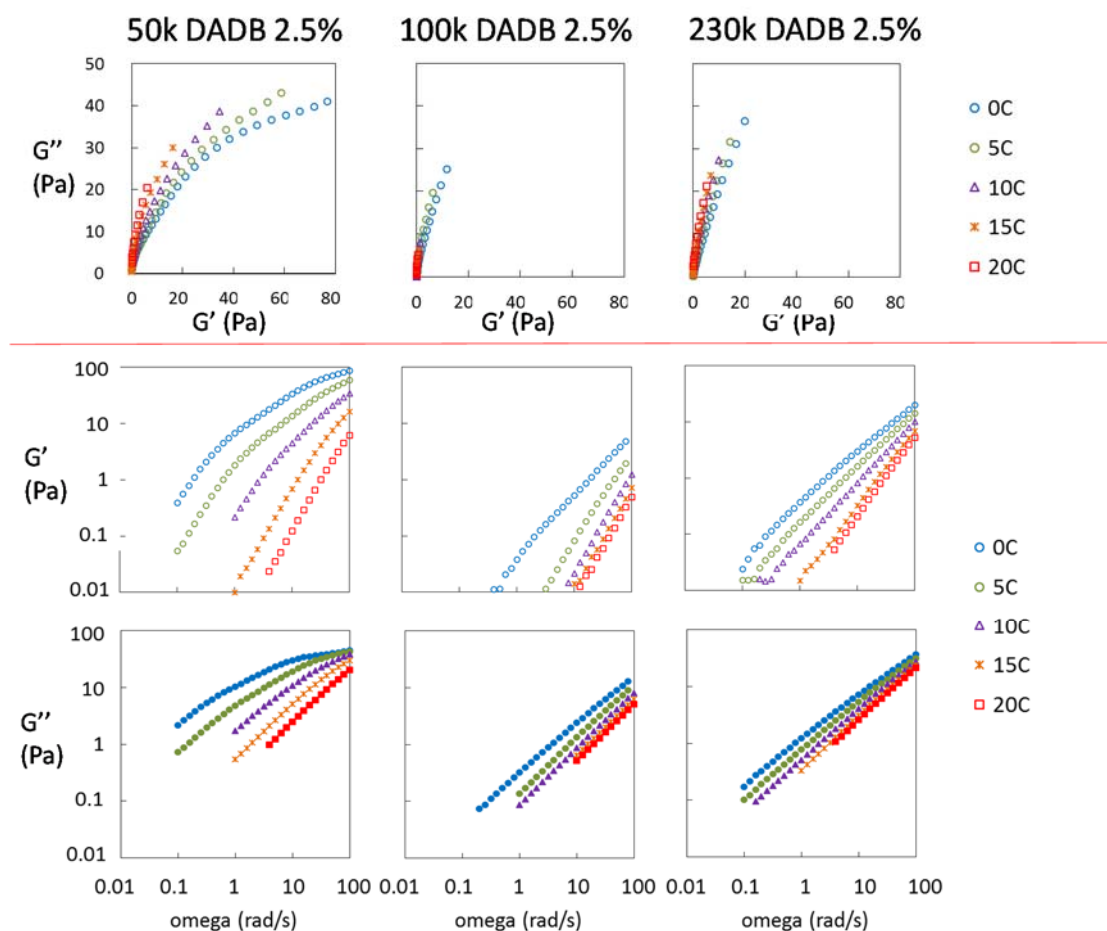 50k DADB 2.5% 100k DADB 2.5% 230k DADB 2.5%
50
40
30
20
10
0
G''
(Pa)
0 20 40 60 80
0 20 40 60 80
0 20 40 60 80
G' (Pa) G' (Pa) G' (Pa)
0C
5C
10C
15C
20C
100
10
1
0.1
0.01
G'
(Pa)
0C
5C
10C
15C
20C
100
10
1
0.1
0.01
G''
(Pa)
0.01 0.1 1 10 100
0.01 0.1 1 10 100
0.01 0.1 1 10 100
omega (rad/s) omega (rad/s) omega (rad/s)